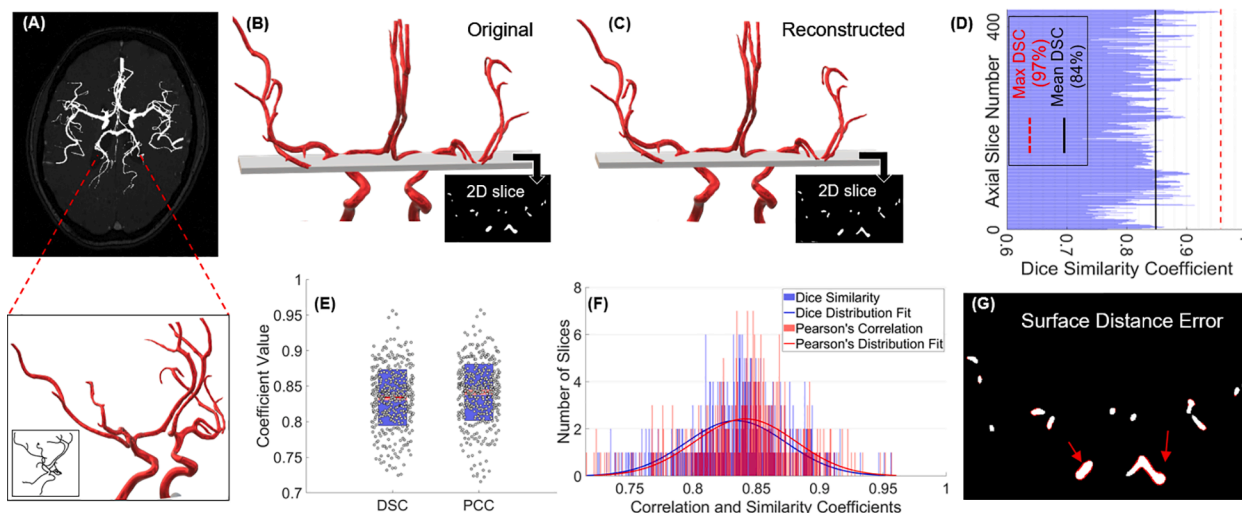 (A)
(B)
Original
2D slice
(C)
Reconstructed
2D slice
(D)
Axial Slice Number
400
200
0
Max DSC
(97%)
Mean DSC
(84%)
0.6
0.7
0.8
0.9
1
Dice Similarity Coefficient
(E)
Coefficient Value
1
0.95
0.9
0.85
0.8
0.75
0.7
DSC
PCC
(F)
Number of Slices
8
6
4
2
0
Dice Similarity
Dice Distribution Fit
Pearson's Correlation
Pearson's Distribution Fit
0.75
0.8
0.85
0.9
0.95
1
Correlation and Similarity Coefficients
(G)
Surface Distance Error